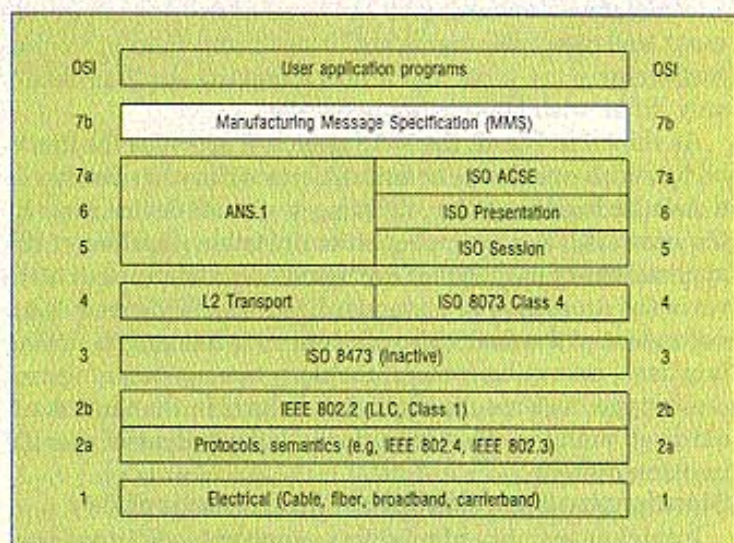 OSI User application programs OSI
7b Manufacturing Message Specification (MMS) 7b
7a ISO ACSE 7a
6 ANS.1 ISO Presentation 6
5 ISO Session 5
4 L2 Transport ISO 8073 Class 4 4
3 ISO 8473 (Inactive) 3
2b IEEE 802.2 (LLC, Class 1) 2b
2a Protocols, semantics (e.g, IEEE 802.4, IEEE 802.3) 2a
1 Electrical (Cable, fiber, broadband, carrierband) 1